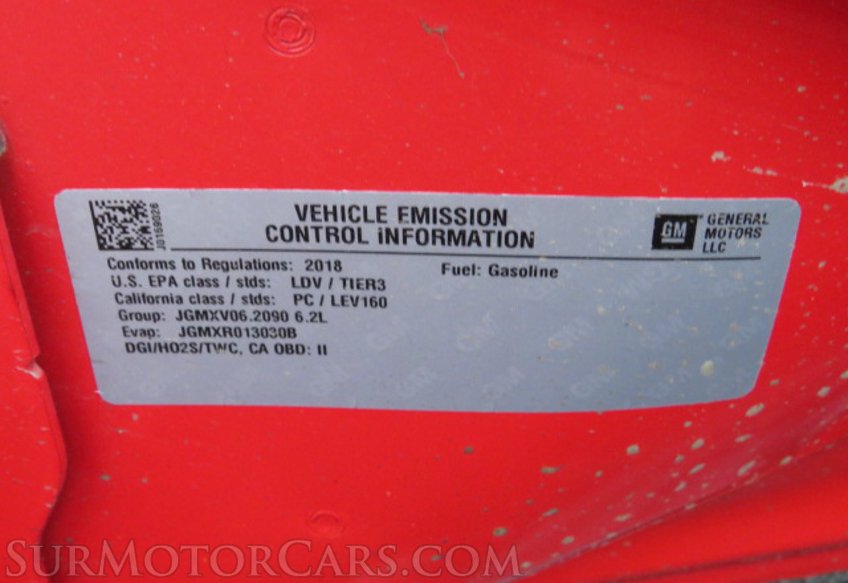 J0159026
VEHICLE EMISSION
CONTROL INFORMATION
GM
GENERAL
MOTORS
LLC
Conforms to Regulations: 2018
Fuel: Gasoline
U.S. EPA class / stds: LDV / TIER3
California class / stds: PC / LEV160
Group: JGMXV06.2090 6.2L
Evap: JGMXR013030B
DGI/HO2S/TWC, CA OBD: II
SurMotorCars.com